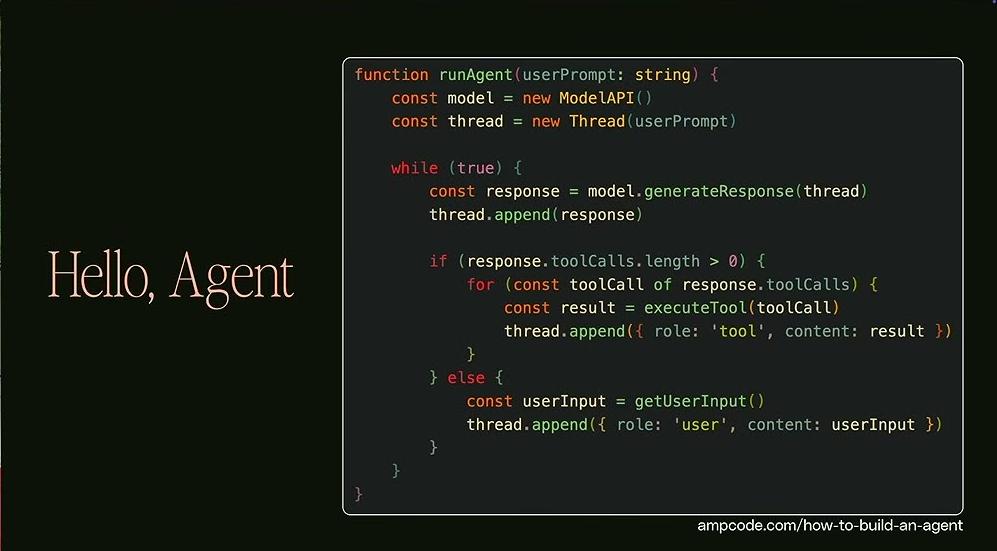 Hello, Agent
function runAgent(userPrompt: string) {
    const model = new ModelAPI()
    const thread = new Thread(userPrompt)

    while (true) {
        const response = model.generateResponse(thread)
        thread.append(response)

        if (response.toolCalls.length > 0) {
            for (const toolCall of response.toolCalls) {
                const result = executeTool(toolCall)
                thread.append({ role: 'tool', content: result })
            }
        } else {
            const userInput = getUserInput()
            thread.append({ role: 'user', content: userInput })
        }
    }
}
ampcode.com/how-to-build-an-agent